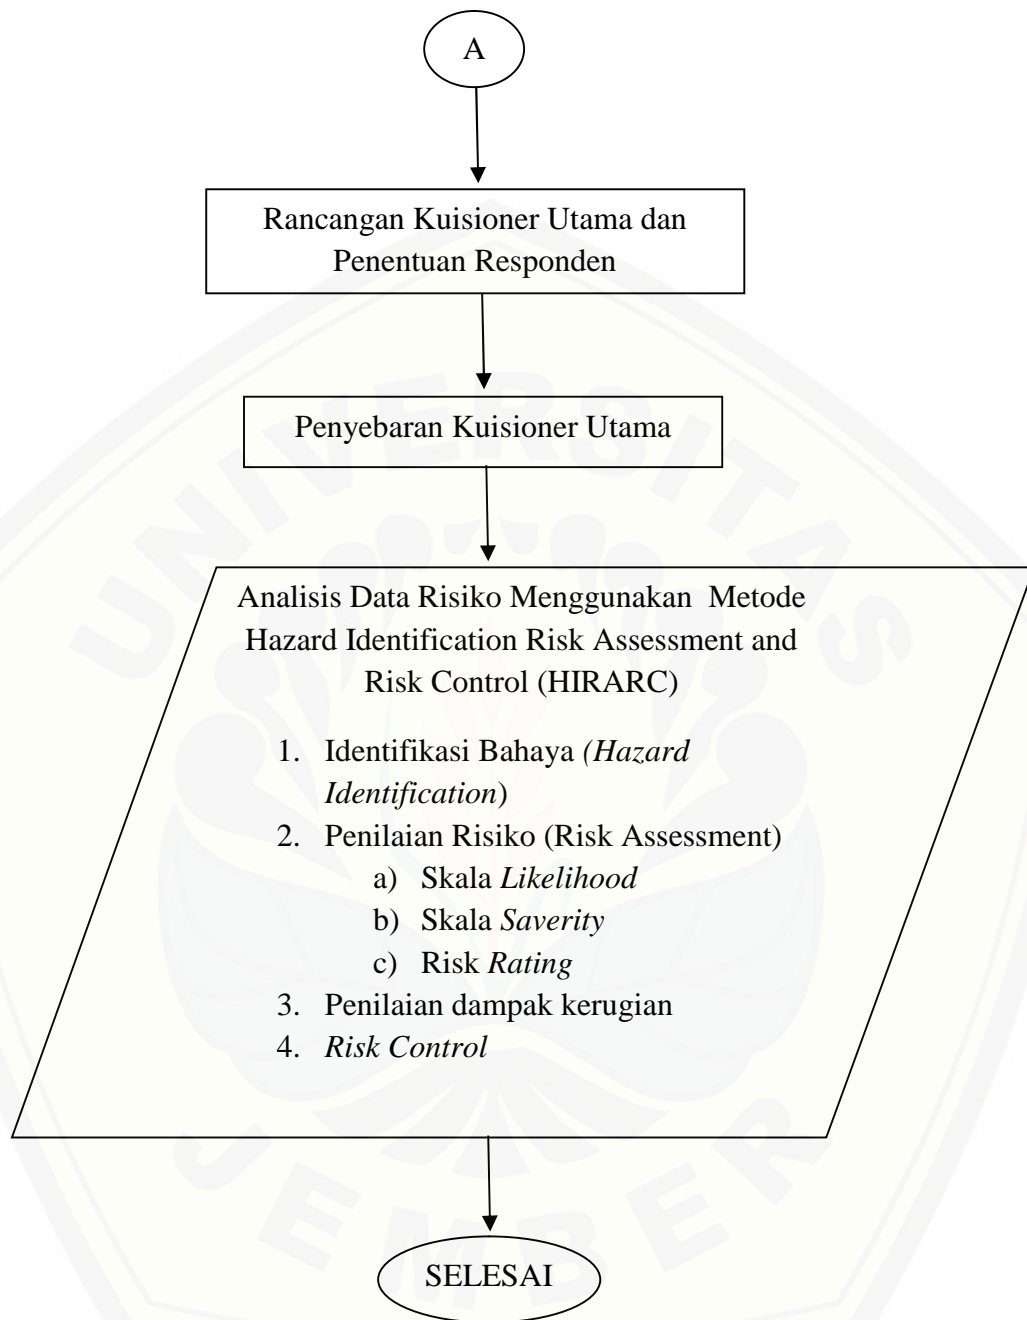 A
Rancangan Kuisioner Utama dan
Penentuan Responden
Penyebaran Kuisioner Utama
Analisis Data Risiko Menggunakan Metode
Hazard Identification Risk Assessment and
Risk Control (HIRARC)
1. Identifikasi Bahaya (Hazard
Identification)
2. Penilaian Risiko (Risk Assessment)
a) Skala Likelihood
b) Skala Saverity
c) Risk Rating
3. Penilaian dampak kerugian
4. Risk Control
SELESAI
UNIVERSITAS
JEMBER